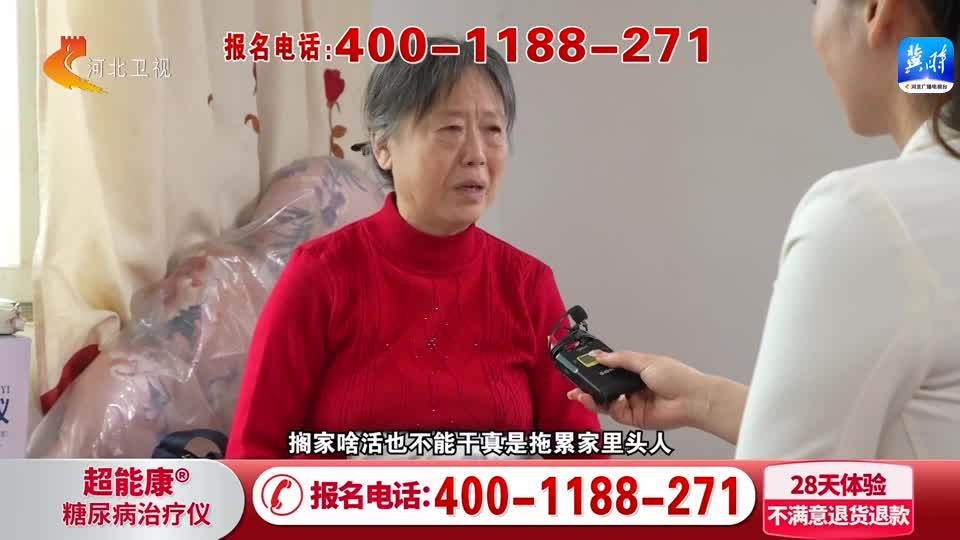 报名电话:400-1188-271
河北卫视
冀时
河北广播电视台
YI
仪
搁家啥活也不能干真是拖累家里头人
超能康®
糖尿病治疗仪
报名电话:400-1188-271
28天体验
不满意退货退款